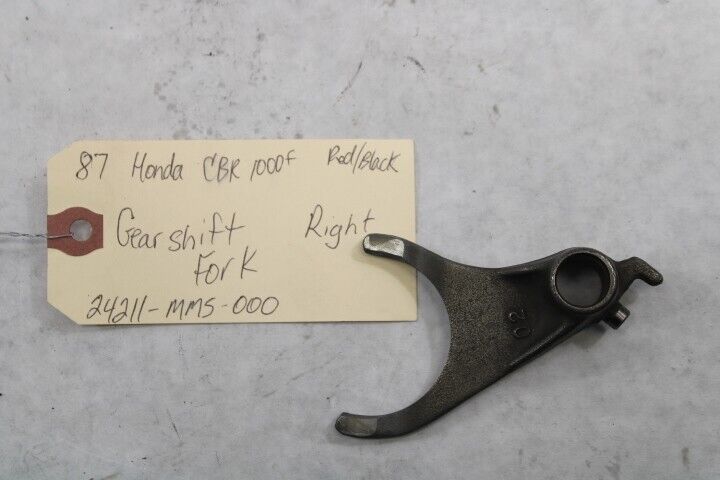 87 Honda CBR 1000f Red/Black
Gearshift Right
Fork
24211-MM5-000
02